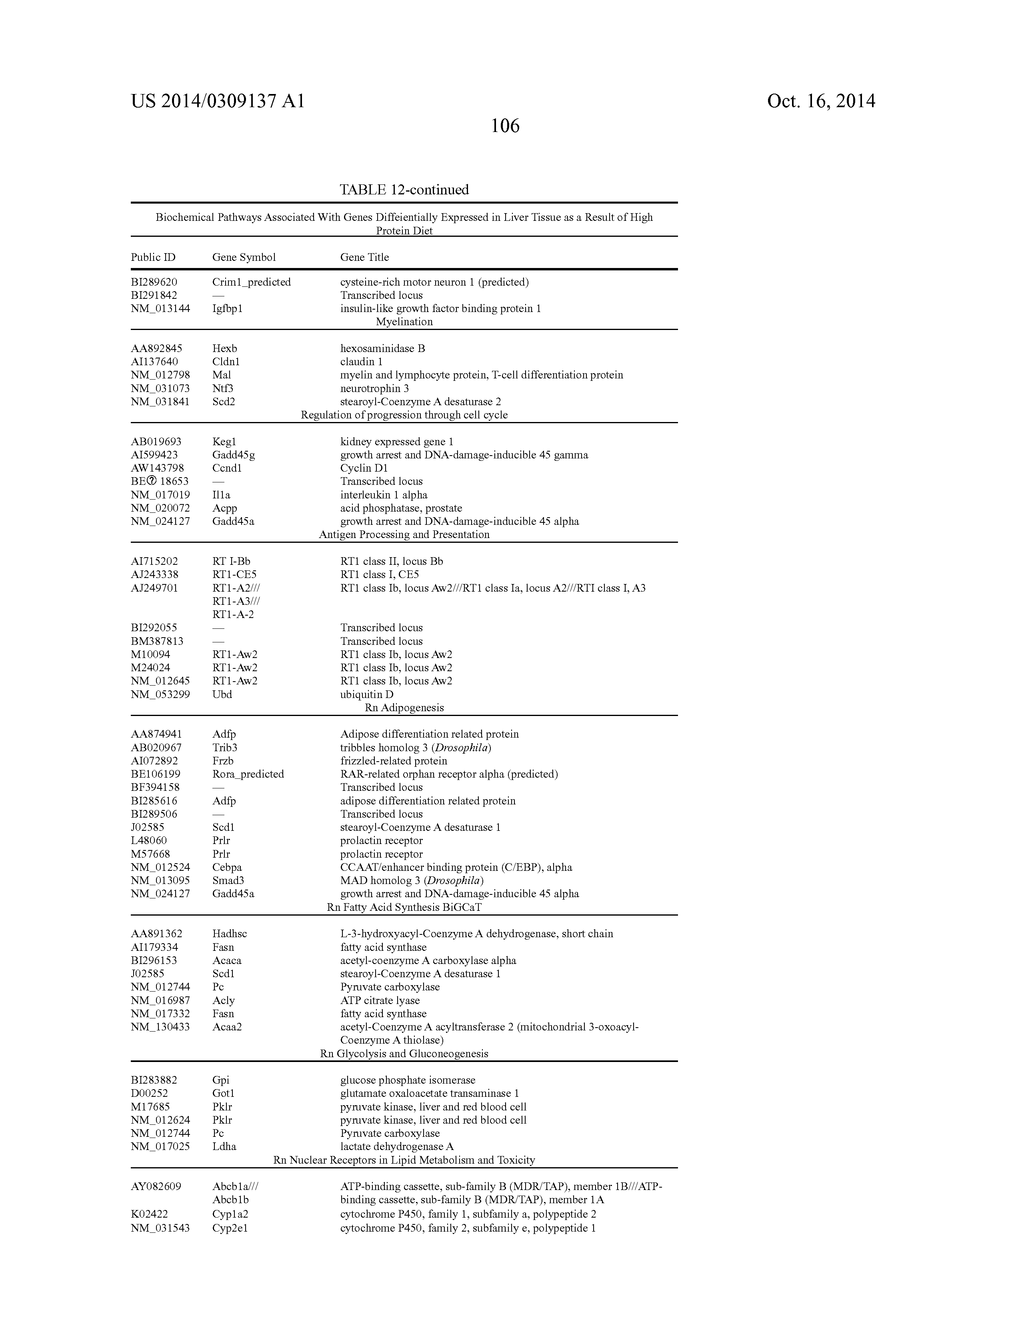 US 2014/0309137 A1 Oct. 16, 2014
106
TABLE 12-continued
Biochemical Pathways Associated With Genes Diffeientially Expressed in Liver Tissue as a Result of High
Protein Diet
Public ID Gene Symbol Gene Title
BI289620 Crim1_predicted cysteine-rich motor neuron 1 (predicted)
BI291842 — Transcribed locus
NM_013144 Igfbp1 insulin-like growth factor binding protein 1
Myelination
AA892845 Hexb hexosaminidase B
AI137640 Cldn1 claudin 1
NM_012798 Mal myelin and lymphocyte protein, T-cell differentiation protein
NM_031073 Ntf3 neurotrophin 3
NM_031841 Scd2 stearoyl-Coenzyme A desaturase 2
Regulation of progression through cell cycle
AB019693 Keg1 kidney expressed gene 1
AI599423 Gadd45g growth arrest and DNA-damage-inducible 45 gamma
AW143798 Ccnd1 Cyclin D1
BE⍰ 18653 — Transcribed locus
NM_017019 Il1a interleukin 1 alpha
NM_020072 Acpp acid phosphatase, prostate
NM_024127 Gadd45a growth arrest and DNA-damage-inducible 45 alpha
Antigen Processing and Presentation
AI715202 RT I-Bb RT1 class II, locus Bb
AJ243338 RT1-CE5 RT1 class I, CE5
AJ249701 RT1-A2/// RT1 class Ib, locus Aw2///RT1 class Ia, locus A2///RTI class I, A3
RT1-A3///
RT1-A-2
BI292055 — Transcribed locus
BM387813 — Transcribed locus
M10094 RT1-Aw2 RT1 class Ib, locus Aw2
M24024 RT1-Aw2 RT1 class Ib, locus Aw2
NM_012645 RT1-Aw2 RT1 class Ib, locus Aw2
NM_053299 Ubd ubiquitin D
Rn Adipogenesis
AA874941 Adfp Adipose differentiation related protein
AB020967 Trib3 tribbles homolog 3 (Drosophila)
AI072892 Frzb frizzled-related protein
BE106199 Rora_predicted RAR-related orphan receptor alpha (predicted)
BF394158 — Transcribed locus
BI285616 Adfp adipose differentiation related protein
BI289506 — Transcribed locus
J02585 Scd1 stearoyl-Coenzyme A desaturase 1
L48060 Prlr prolactin receptor
M57668 Prlr prolactin receptor
NM_012524 Cebpa CCAAT/enhancer binding protein (C/EBP), alpha
NM_013095 Smad3 MAD homolog 3 (Drosophila)
NM_024127 Gadd45a growth arrest and DNA-damage-inducible 45 alpha
Rn Fatty Acid Synthesis BiGCaT
AA891362 Hadhsc L-3-hydroxyacyl-Coenzyme A dehydrogenase, short chain
AI179334 Fasn fatty acid synthase
BI296153 Acaca acetyl-coenzyme A carboxylase alpha
J02585 Scd1 stearoyl-Coenzyme A desaturase 1
NM_012744 Pc Pyruvate carboxylase
NM_016987 Acly ATP citrate lyase
NM_017332 Fasn fatty acid synthase
NM_130433 Acaa2 acetyl-Coenzyme A acyltransferase 2 (mitochondrial 3-oxoacyl-
Coenzyme A thiolase)
Rn Glycolysis and Gluconeogenesis
BI283882 Gpi glucose phosphate isomerase
D00252 Got1 glutamate oxaloacetate transaminase 1
M17685 Pklr pyruvate kinase, liver and red blood cell
NM_012624 Pklr pyruvate kinase, liver and red blood cell
NM_012744 Pc Pyruvate carboxylase
NM_017025 Ldha lactate dehydrogenase A
Rn Nuclear Receptors in Lipid Metabolism and Toxicity
AY082609 Abcb1a/// ATP-binding cassette, sub-family B (MDR/TAP), member 1B///ATP-
Abcb1b binding cassette, sub-family B (MDR/TAP), member 1A
K02422 Cyp1a2 cytochrome P450, family 1, subfamily a, polypeptide 2
NM_031543 Cyp2e1 cytochrome P450, family 2, subfamily e, polypeptide 1